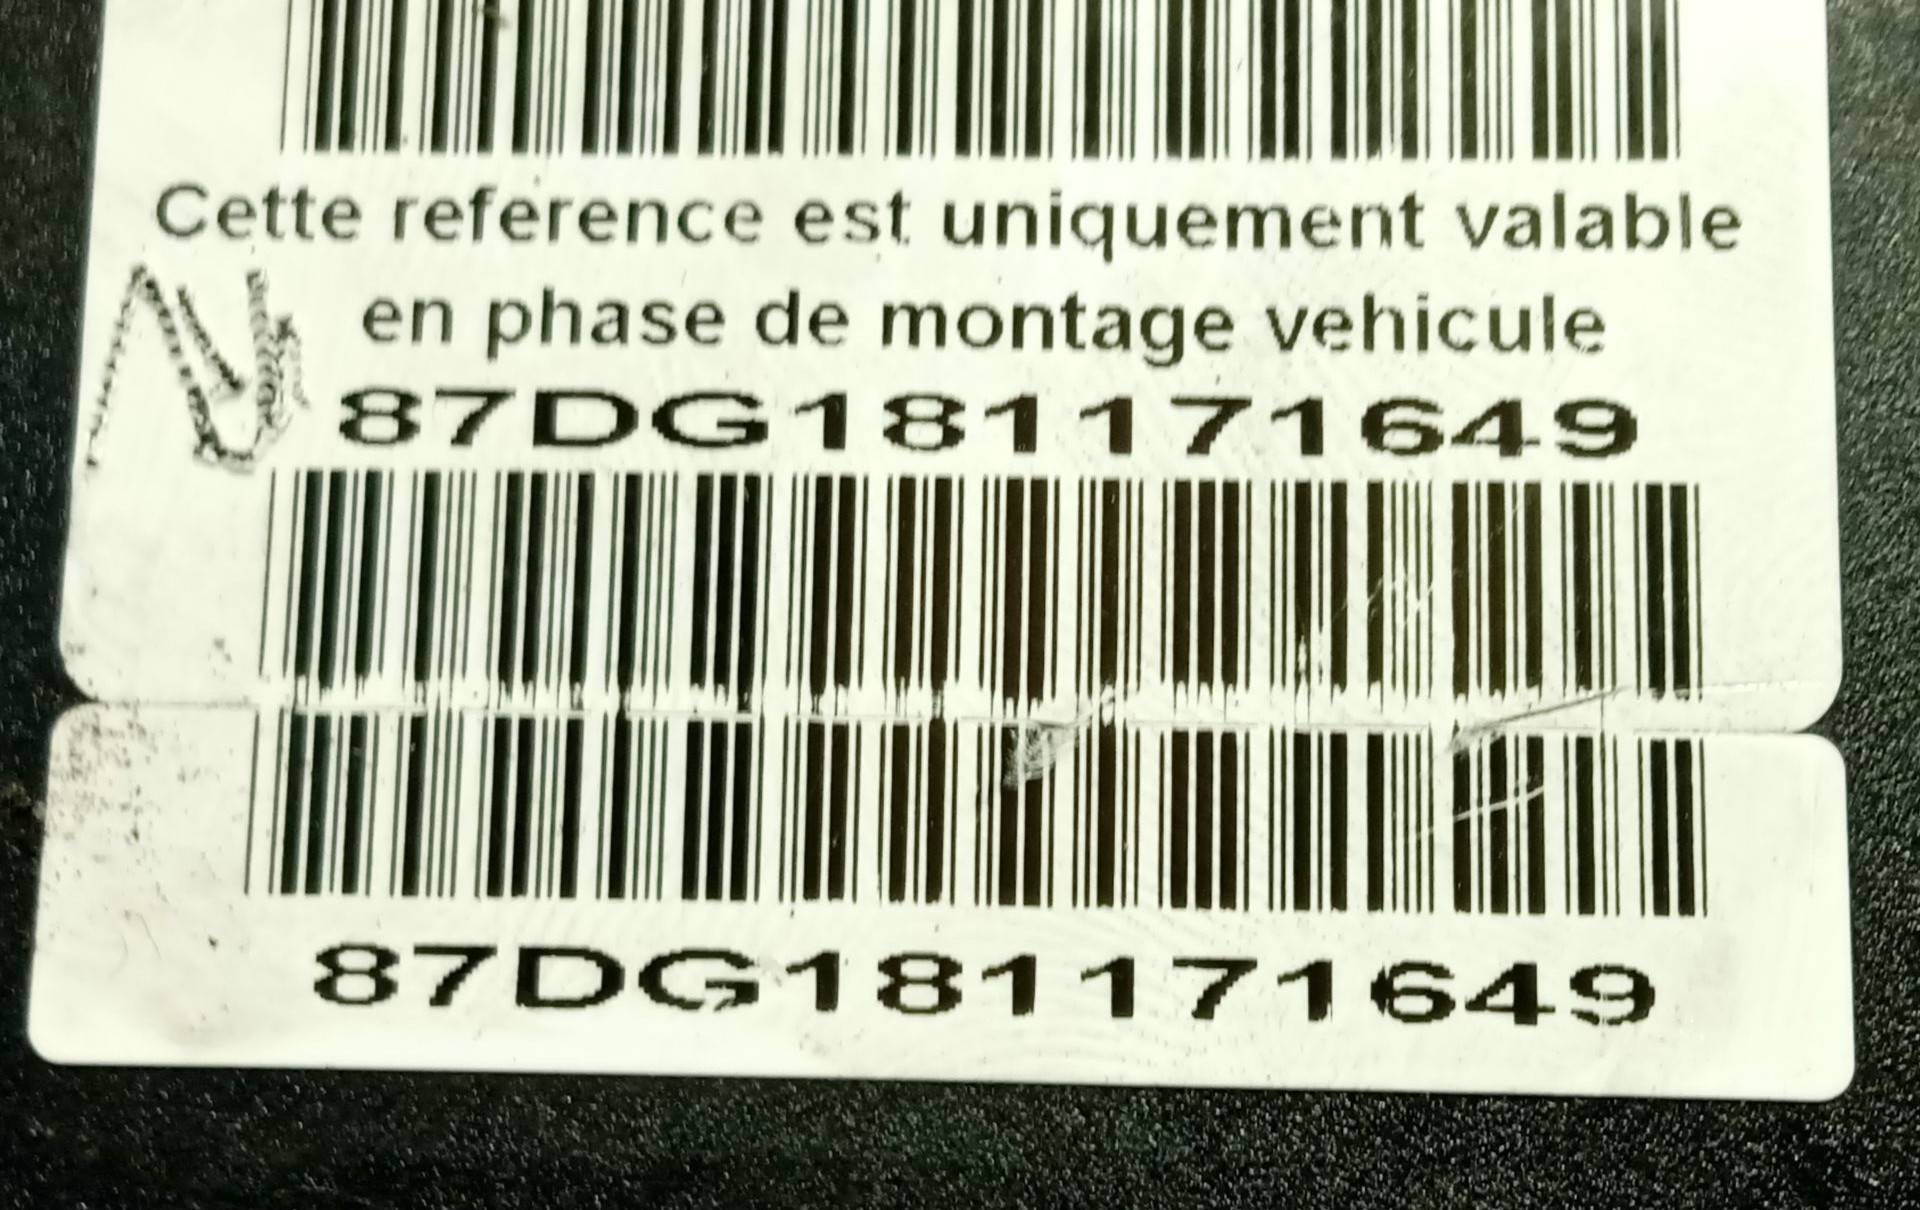 Cette reference est uniquement valable
en phase de montage vehicule
N
87DG181171649
87DG181171649